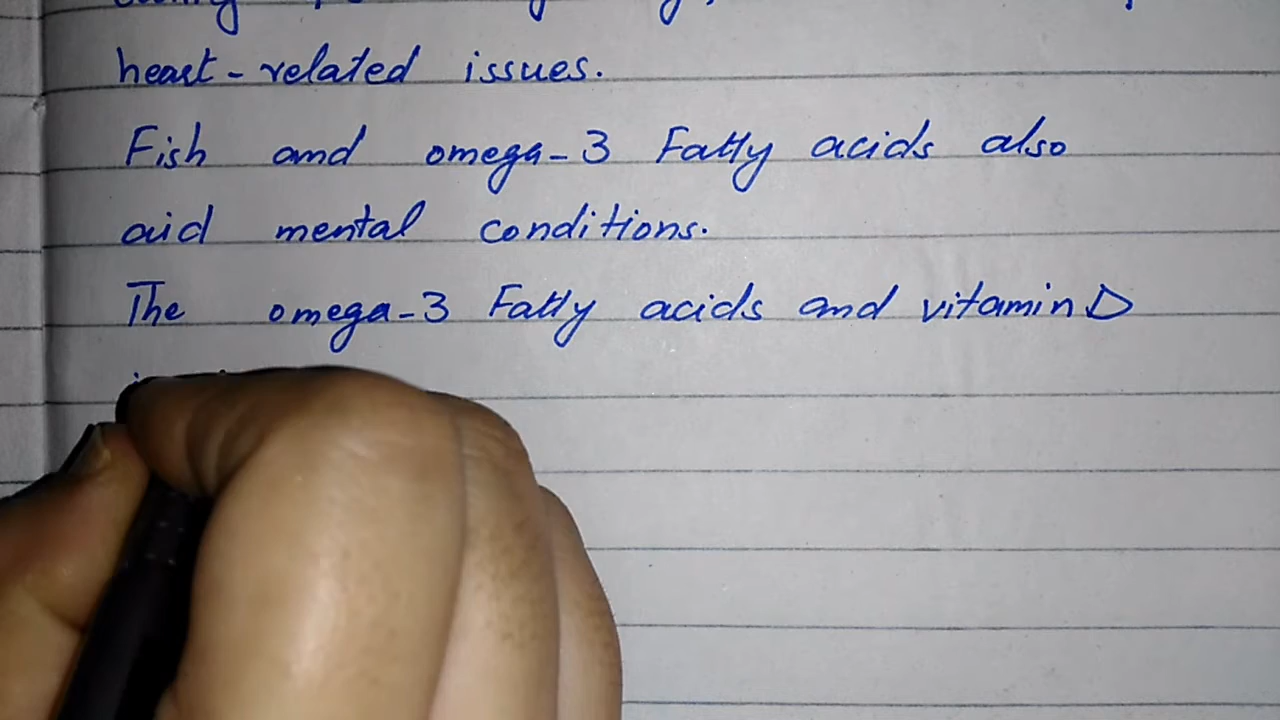 heart-related issues.
Fish and omega-3 Fatty acids also
aid mental conditions.
The omega-3 Fatty acids and vitamin D